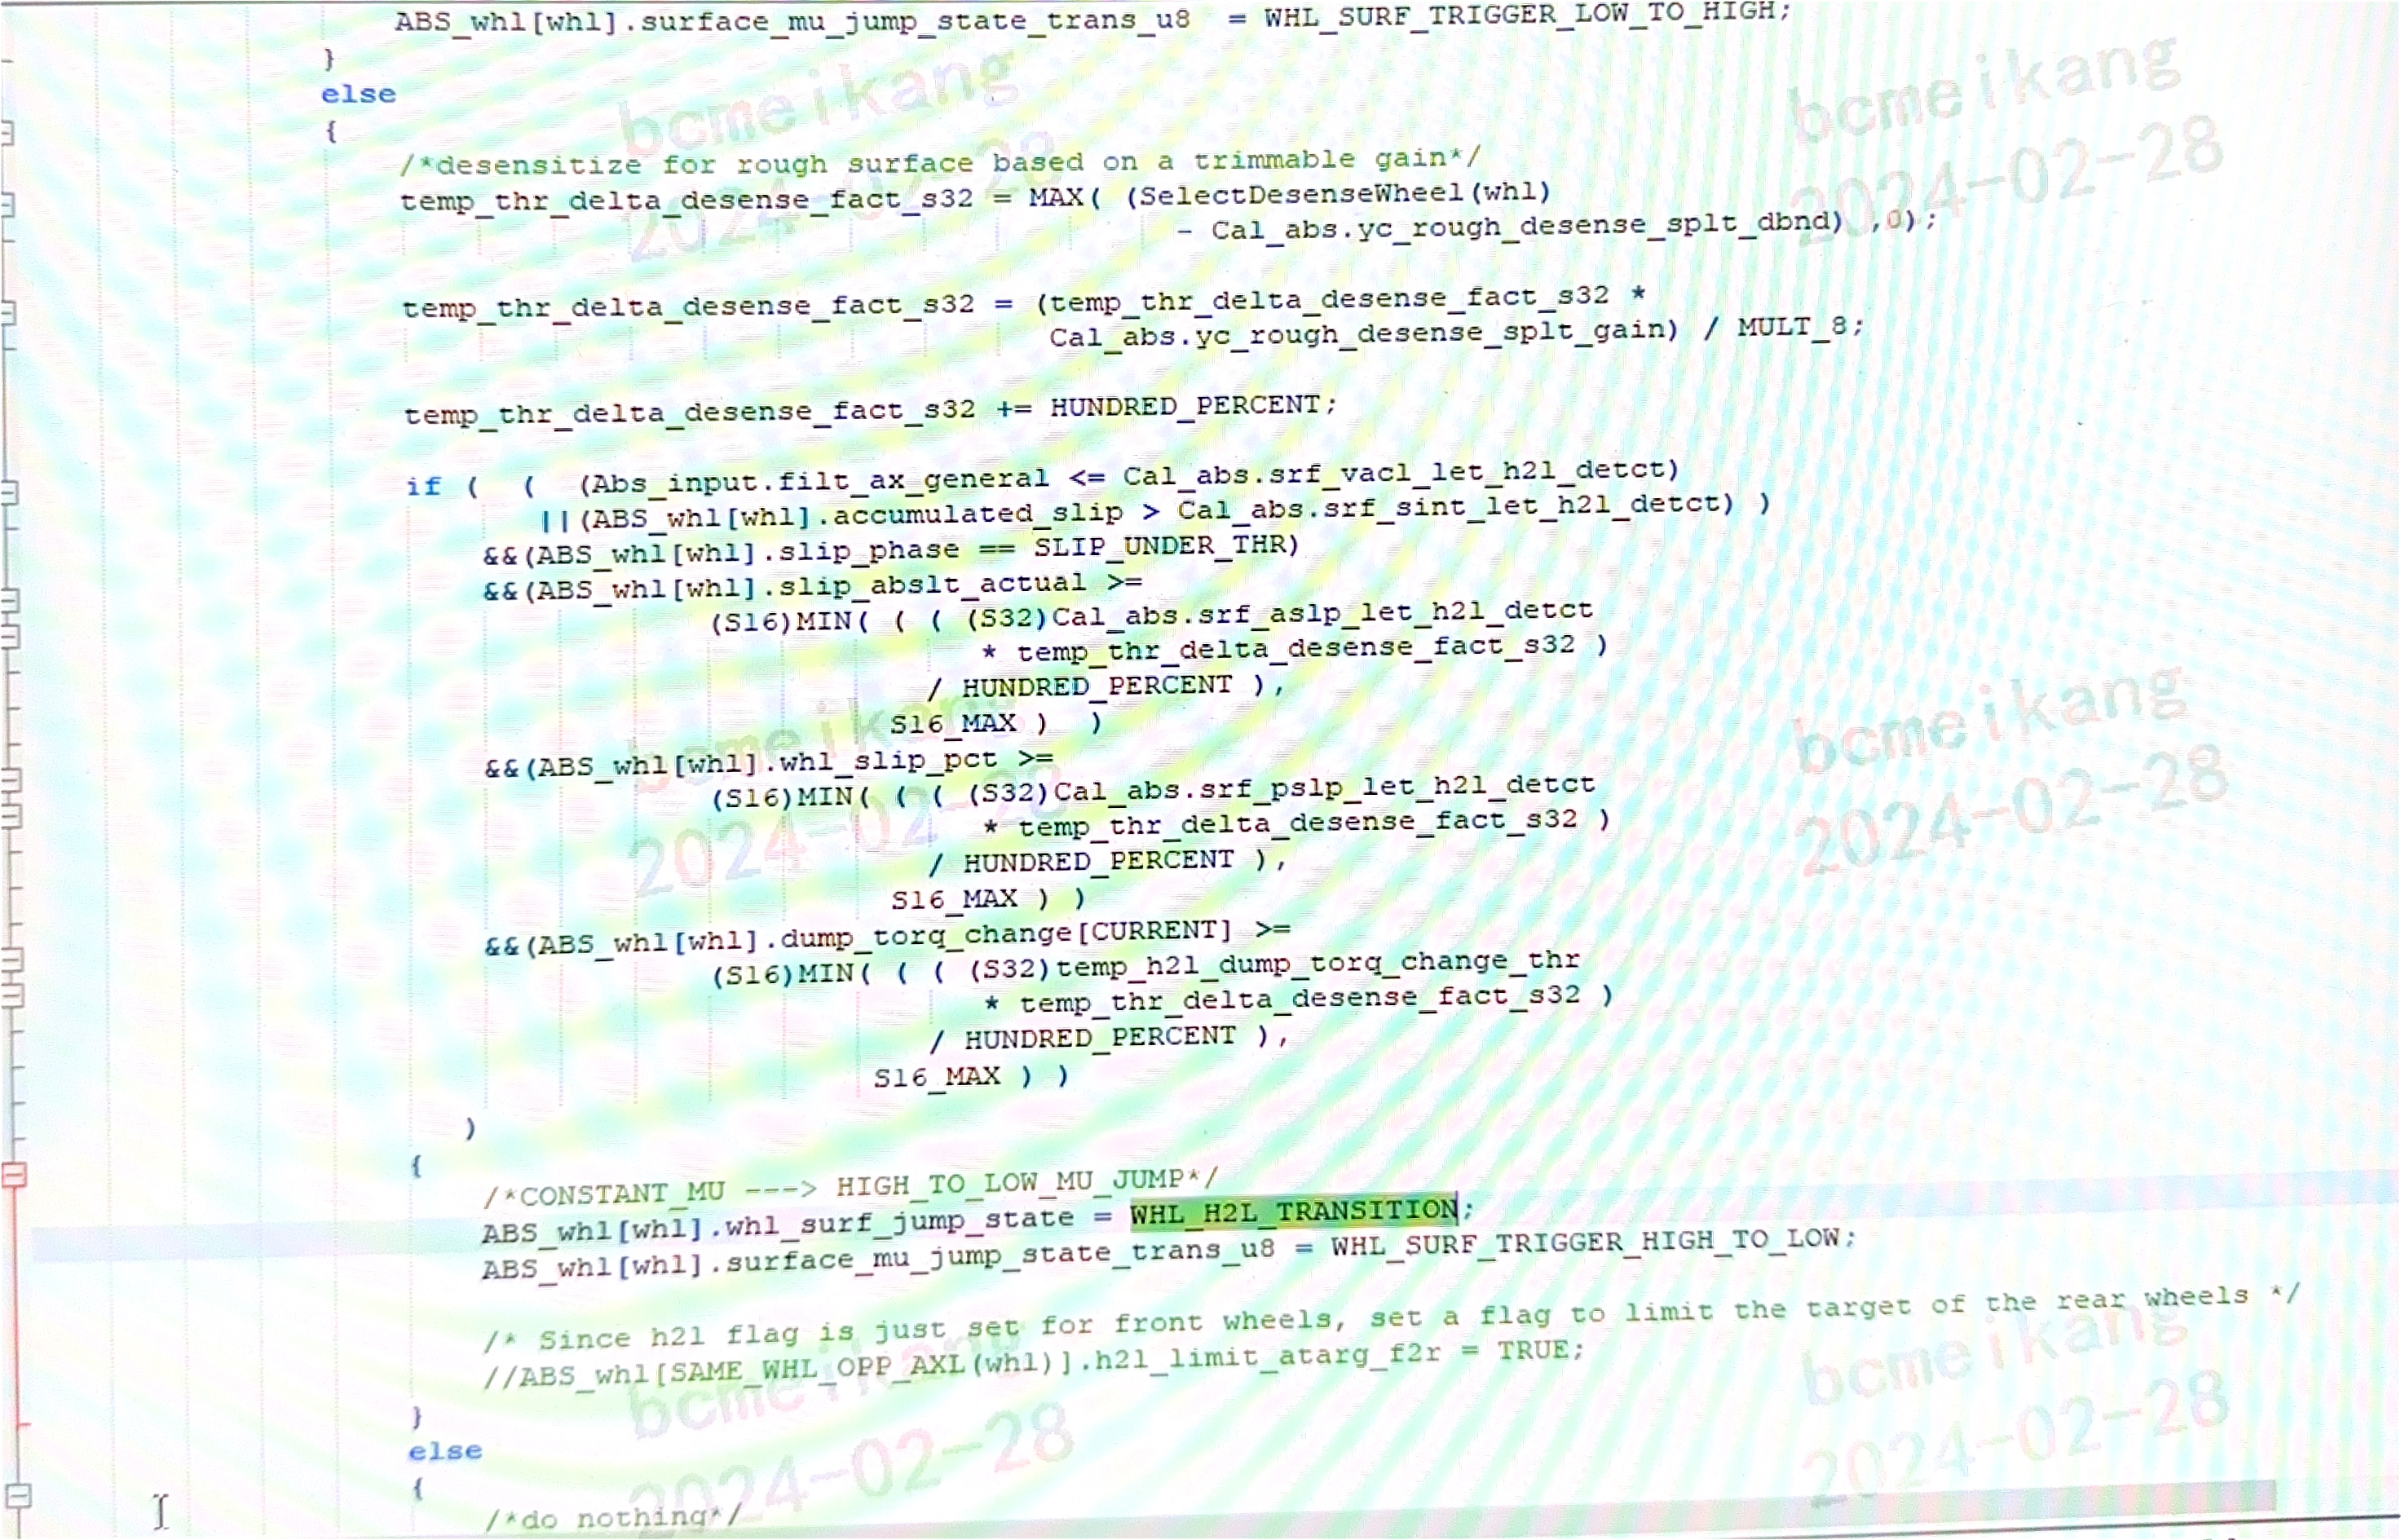 ABS_whl[whl].surface_mu_jump_state_trans_u8  = WHL_SURF_TRIGGER_LOW_TO_HIGH;
}
else
{
/*desensitize for rough surface based on a trimmable gain*/
temp_thr_delta_desense_fact_s32 = MAX( (SelectDesenseWheel(whl)
- Cal_abs.yc_rough_desense_splt_dbnd) ,0);
temp_thr_delta_desense_fact_s32 = (temp_thr_delta_desense_fact_s32 *
Cal_abs.yc_rough_desense_splt_gain) / MULT_8;
temp_thr_delta_desense_fact_s32 += HUNDRED_PERCENT;
if (  (  (Abs_input.filt_ax_general <= Cal_abs.srf_vacl_let_h2l_detct)
||(ABS_whl[whl].accumulated_slip > Cal_abs.srf_sint_let_h2l_detct) )
&&(ABS_whl[whl].slip_phase == SLIP_UNDER_THR)
&&(ABS_whl[whl].slip_abslt_actual >=
(S16)MIN( ( ( (S32)Cal_abs.srf_aslp_let_h2l_detct
* temp_thr_delta_desense_fact_s32 )
/ HUNDRED_PERCENT ),
S16_MAX )  )
&&(ABS_whl[whl].whl_slip_pct >=
(S16)MIN( ( ( (S32)Cal_abs.srf_pslp_let_h2l_detct
* temp_thr_delta_desense_fact_s32 )
/ HUNDRED_PERCENT ),
S16_MAX ) )
&&(ABS_whl[whl].dump_torq_change[CURRENT] >=
(S16)MIN( ( ( (S32)temp_h2l_dump_torq_change_thr
* temp_thr_delta_desense_fact_s32 )
/ HUNDRED_PERCENT ),
S16_MAX ) )
)
{
/*CONSTANT_MU ---> HIGH_TO_LOW_MU_JUMP*/
ABS_whl[whl].whl_surf_jump_state = WHL_H2L_TRANSITION;
ABS_whl[whl].surface_mu_jump_state_trans_u8 = WHL_SURF_TRIGGER_HIGH_TO_LOW;
/* Since h2l flag is just set for front wheels, set a flag to limit the target of the rear wheels */
//ABS_whl[SAME_WHL_OPP_AXL(whl)].h2l_limit_atarg_f2r = TRUE;
}
else
{
/*do nothing*/
bcmeikang
2024-02-28
bcmeikang
2024-02-28
bcmeikang
2024-02-28
bcmeikang
2024-02-28
bcmeikang
2024-02-28
bcmeikang
2024-02-28